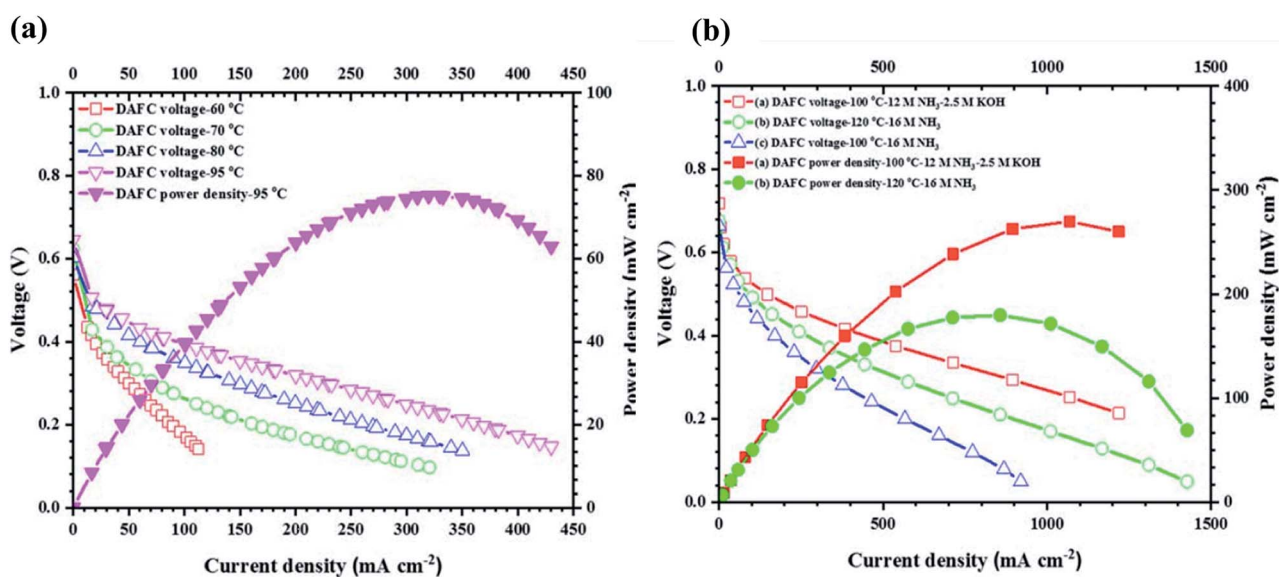 (a)
0 50 100 150 200 250 300 350 400 450
1.0 100
DAFC voltage-60 °C
DAFC voltage-70 °C
DAFC voltage-80 °C
DAFC voltage-95 °C
DAFC power density-95 °C
0.8 80
0.6 60
0.4 40
0.2 20
0.0 0
Voltage (V)
Power density (mW cm⁻²)
0 50 100 150 200 250 300 350 400 450
Current density (mA cm⁻²)
(b)
0 500 1000 1500
1.0 400
(a) DAFC voltage-100 °C-12 M NH₃-2.5 M KOH
(b) DAFC voltage-120 °C-16 M NH₃
(c) DAFC voltage-100 °C-16 M NH₃
(a) DAFC power density-100 °C-12 M NH₃-2.5 M KOH
(b) DAFC power density-120 °C-16 M NH₃
0.8
300
0.6
200
0.4
100
0.2
0.0 0
Voltage (V)
Power density (mW cm⁻²)
0 500 1000 1500
Current density (mA cm⁻²)